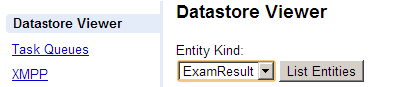 Datastore Viewer
Task Queues
XMPP
Datastore Viewer
Entity Kind:
ExamResult List Entities